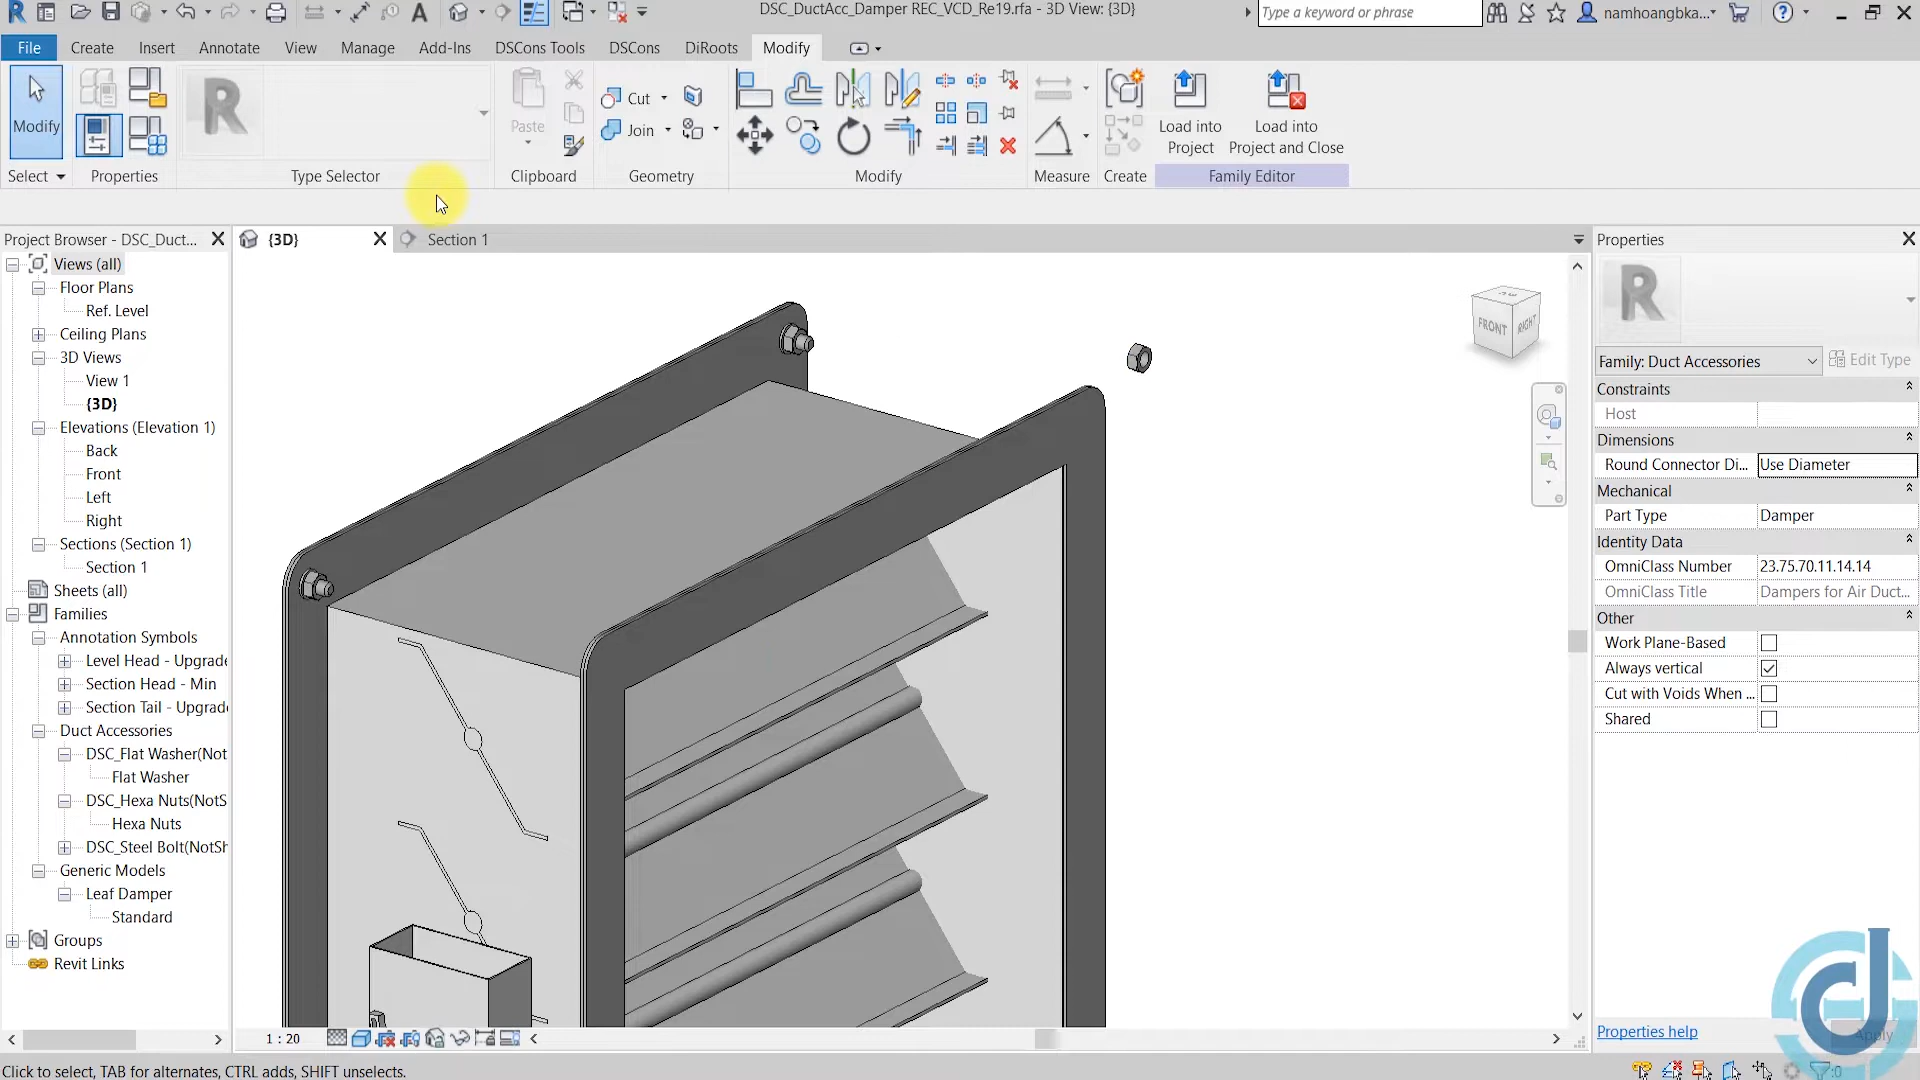 DSC_DuctAcc_Damper REC_VCD_Re19.rfa - 3D View: {3D}
Type a keyword or phrase
namhoangbka...
File
Create
Insert
Annotate
View
Manage
Add-Ins
DSCons Tools
DSCons
DiRoots
Modify
Modify
Paste
Cut
Join
Load into
Project
Load into
Project and Close
Select
Properties
Type Selector
Clipboard
Geometry
Modify
Measure
Create
Family Editor
Project Browser - DSC_Duct...
{3D}
Section 1
Views (all)
Floor Plans
Ref. Level
Ceiling Plans
3D Views
View 1
{3D}
Elevations (Elevation 1)
Back
Front
Left
Right
Sections (Section 1)
Section 1
Sheets (all)
Families
Annotation Symbols
Level Head - Upgrade
Section Head - Min
Section Tail - Upgrade
Duct Accessories
DSC_Flat Washer(Not
Flat Washer
DSC_Hexa Nuts(NotS
Hexa Nuts
DSC_Steel Bolt(NotSh
Generic Models
Leaf Damper
Standard
Groups
Revit Links
FRONT
RIGHT
Properties
Family: Duct Accessories
Edit Type
Constraints
Host
Dimensions
Round Connector Di...
Use Diameter
Mechanical
Part Type
Damper
Identity Data
OmniClass Number
23.75.70.11.14.14
OmniClass Title
Dampers for Air Duct...
Other
Work Plane-Based
Always vertical
Cut with Voids When ...
Shared
Properties help
Apply
1 : 20
Click to select, TAB for alternates, CTRL adds, SHIFT unselects.
:0